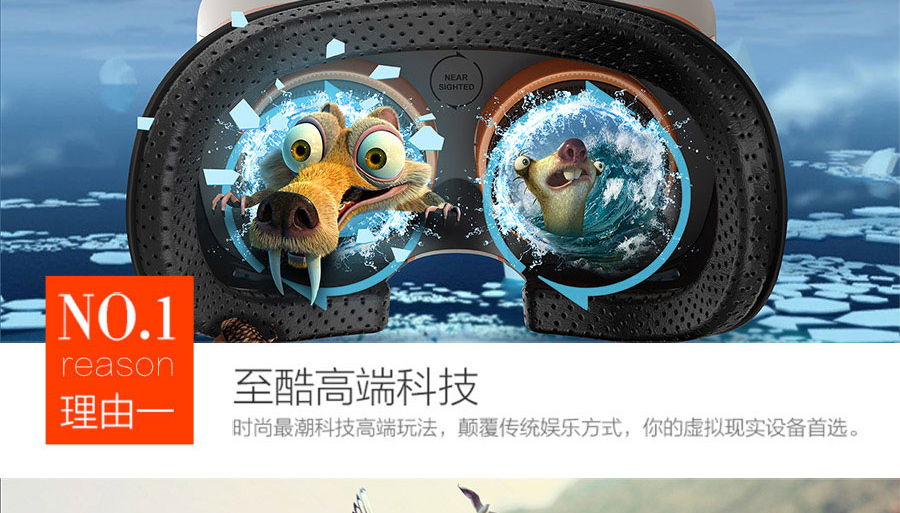 NEAR
SIGHTED
NO.1
reason
理由一
至酷高端科技
时尚最潮科技高端玩法，颠覆传统娱乐方式，你的虚拟现实设备首选。